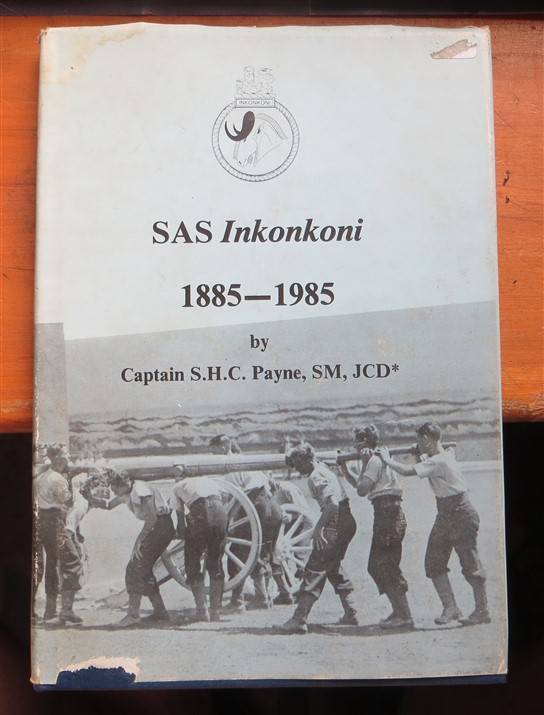 INKONKONI
SAS Inkonkoni
1885—1985
by
Captain S.H.C. Payne, SM, JCD*